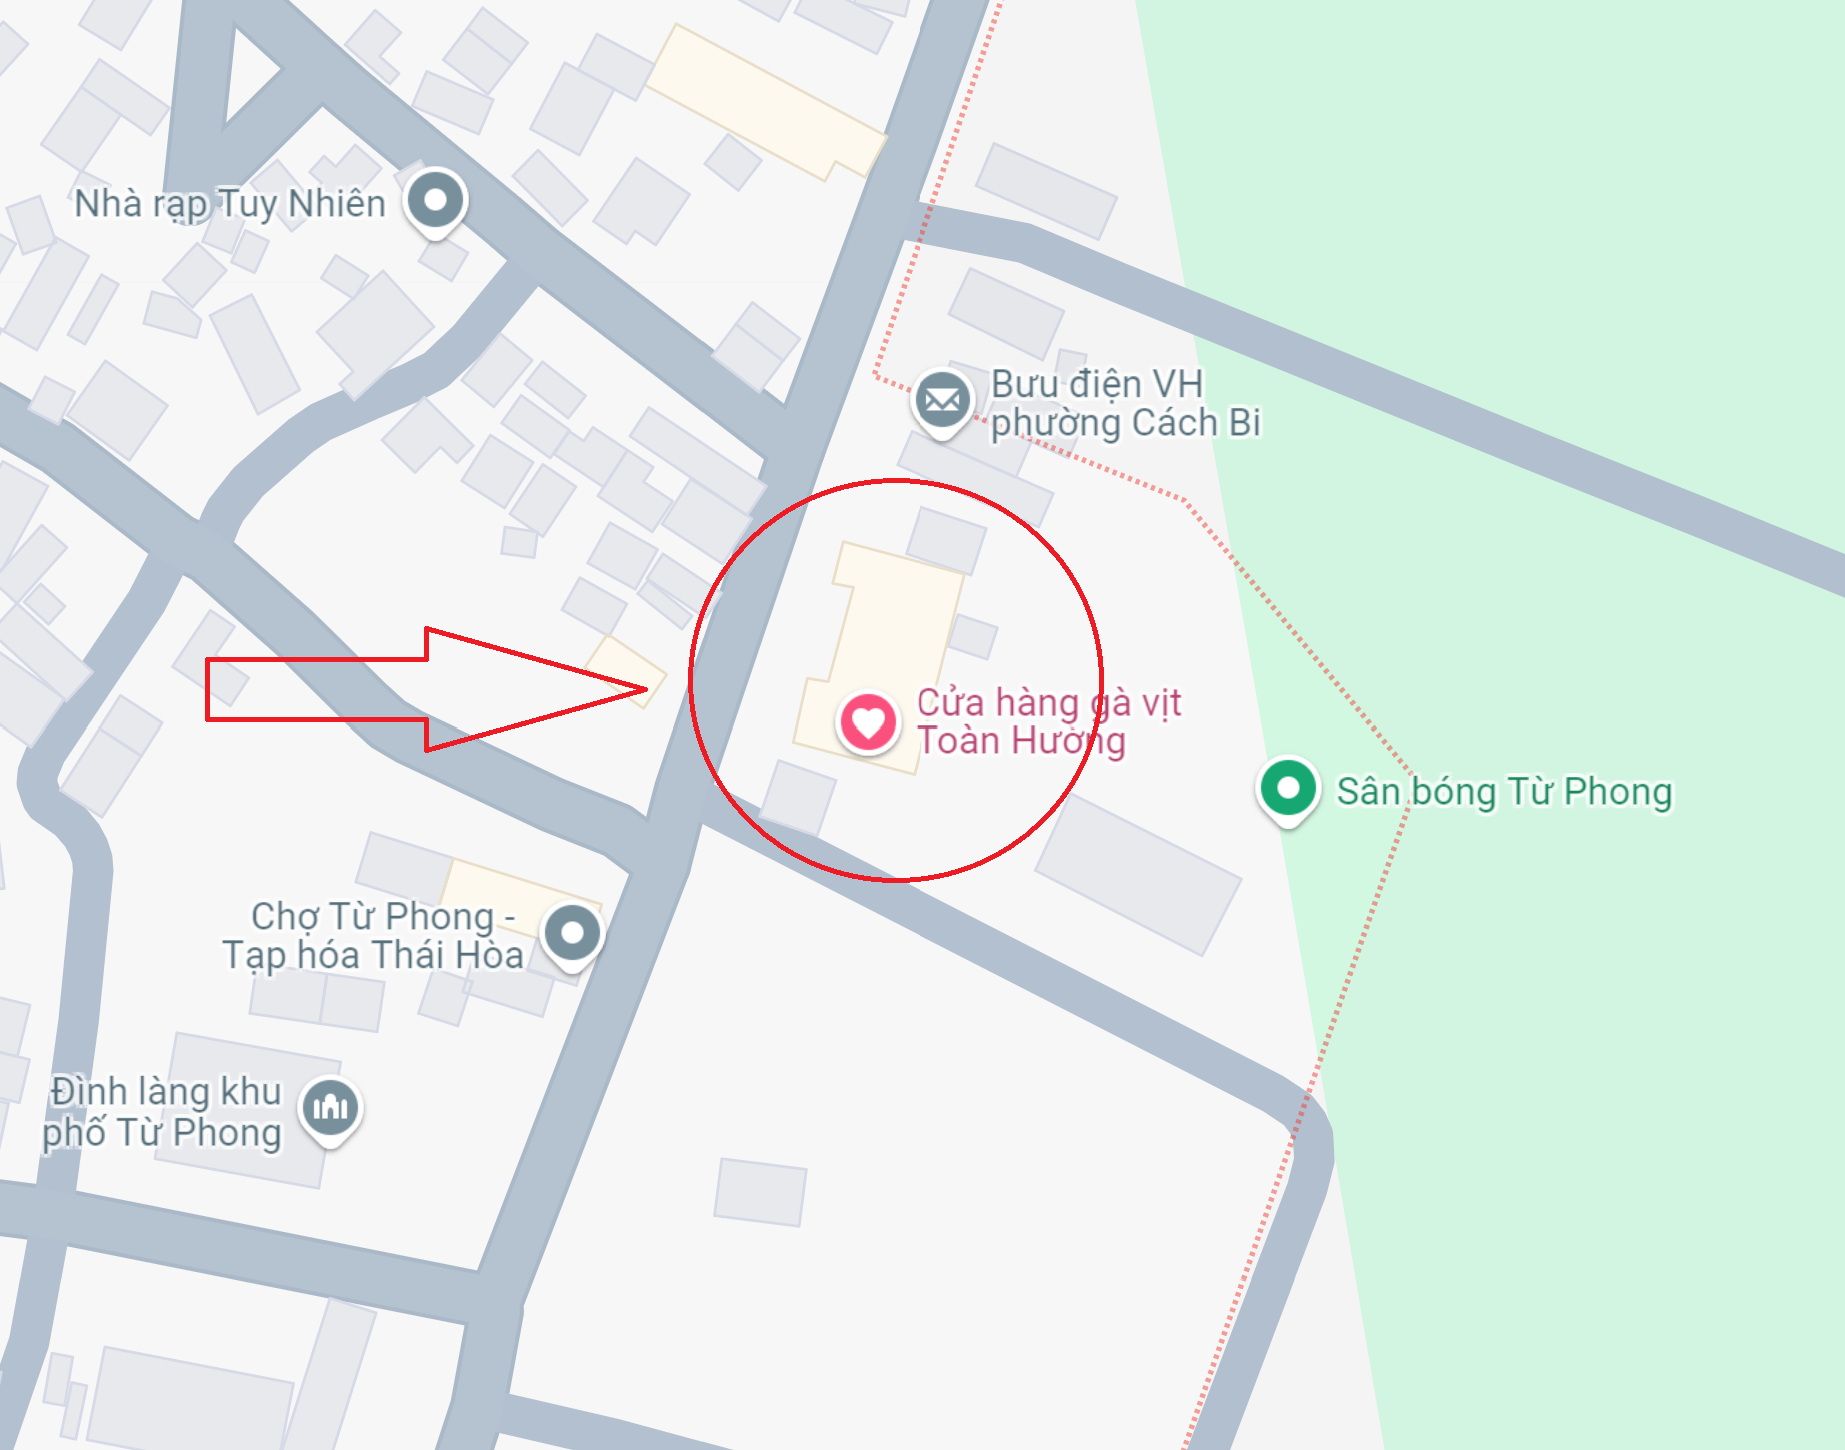 Nhà rạp Tuy Nhiên
Bưu điện VH
phường Cách Bi
Cửa hàng gà vịt
Toàn Hường
Sân bóng Từ Phong
Chợ Từ Phong -
Tạp hóa Thái Hòa
Đình làng khu
phố Từ Phong